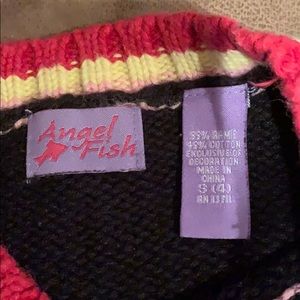 Angel
Fish
55% RAMIE
45% COTTON
EXCLUSIVE OF
DECORATION
MADE IN
CHINA
S (4)